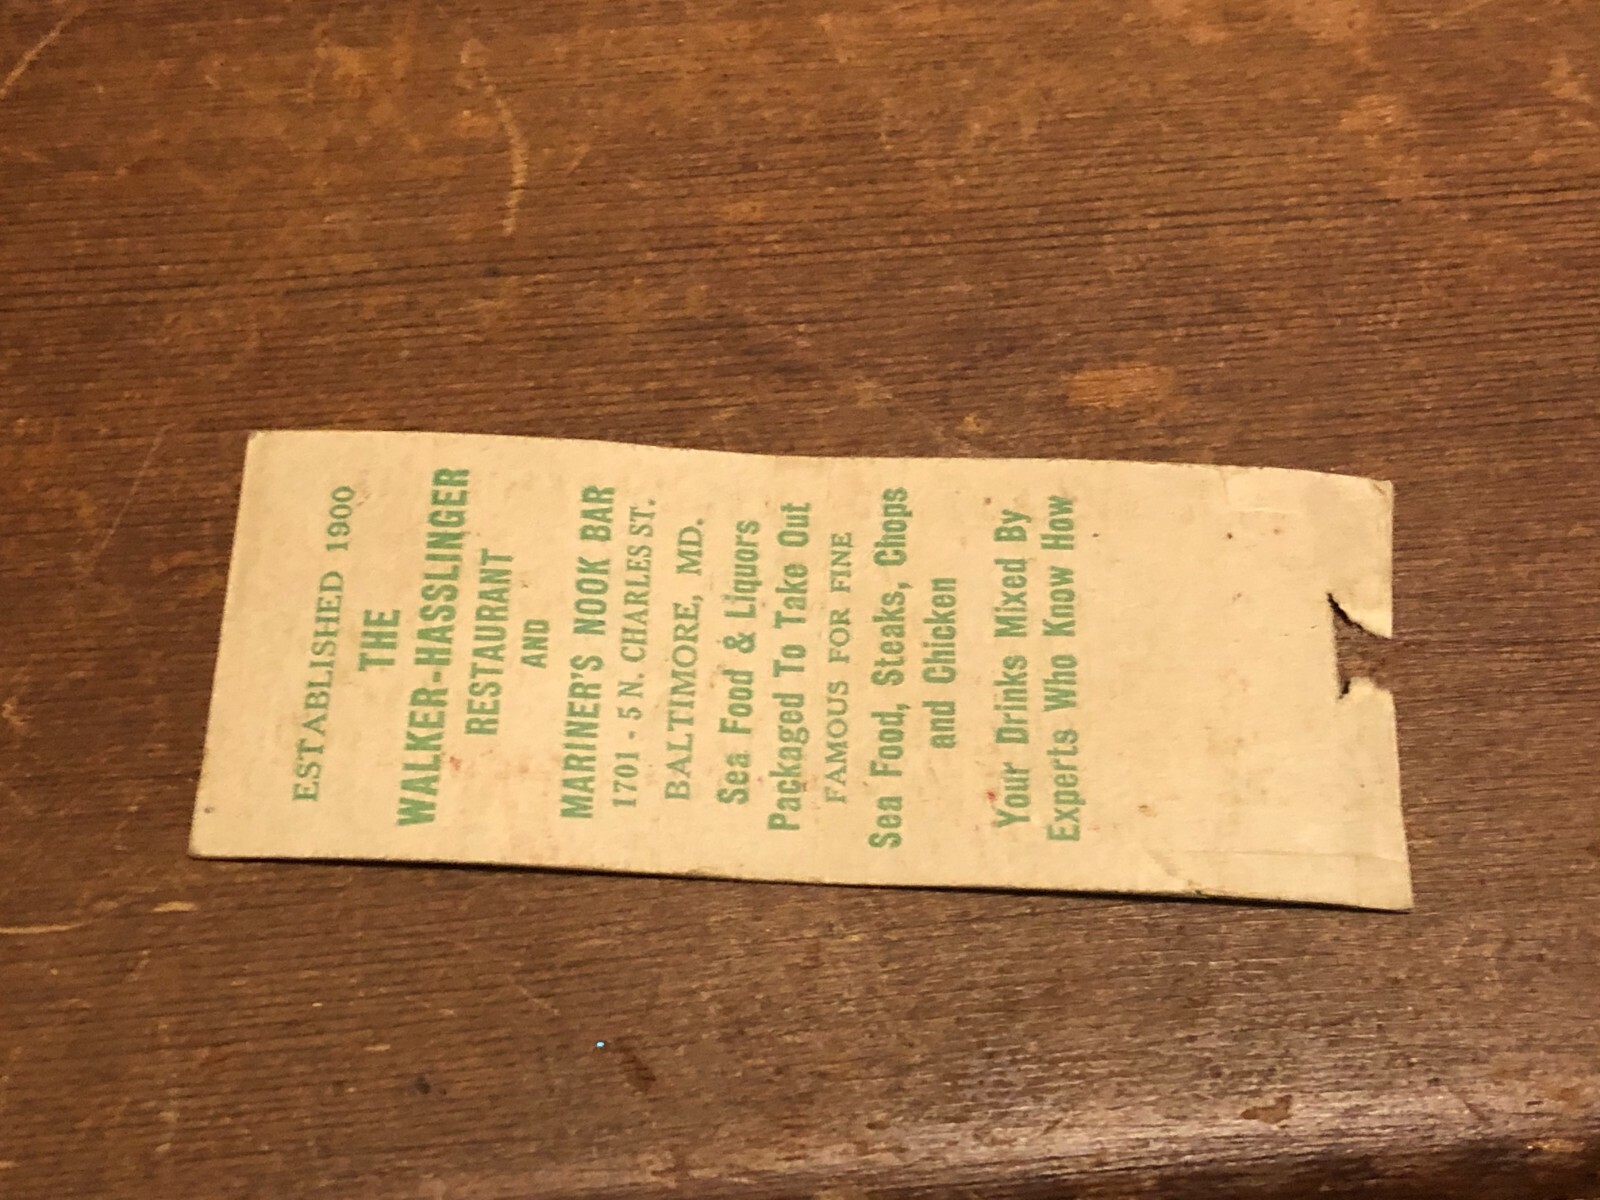 ESTABLISHED 1900
THE
WALKER-HASSLINGER
RESTAURANT
AND
MARINER'S NOOK BAR
1701 - 5 N. CHARLES ST.
BALTIMORE, MD.
Sea Food & Liquors
Packaged To Take Out
FAMOUS FOR FINE
Sea Food, Steaks, Chops
and Chicken
Your Drinks Mixed By
Experts Who Know How